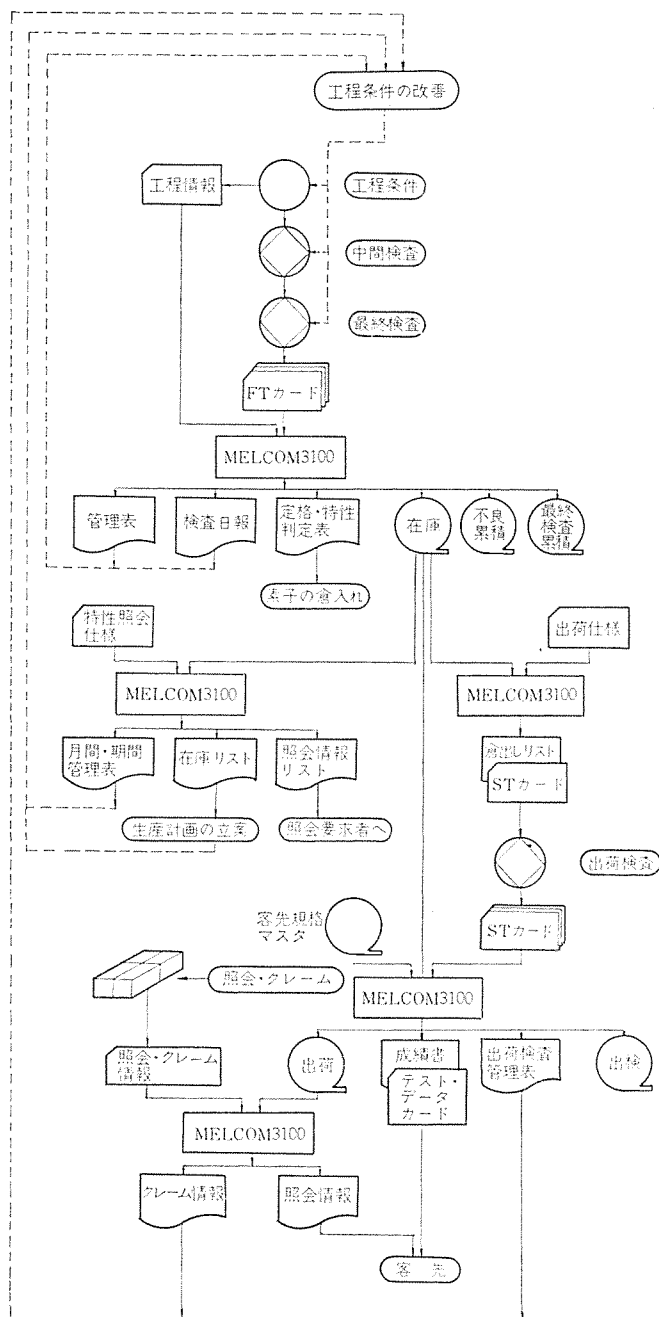 工程条件の改善
工程情報
工程条件
中間検査
最終検査
FTカード
MELCOM3100
管理表
検査日報
定格・特性
判定表
在庫
不良
累積
最終
検査
累積
素子の倉入れ
特性照会
仕様
出荷仕様
MELCOM3100
MELCOM3100
月間・期間
管理表
在庫リスト
照会情報
リスト
倉出しリスト
STカード
生産計画の立案
照会要求者へ
出荷検査
客先規格
マスタ
STカード
照会・クレーム
MELCOM3100
照会・クレーム
情報
出荷
成績書
テスト・
データ
カード
出荷検査
管理表
出検
MELCOM3100
クレーム情報
照会情報
客先